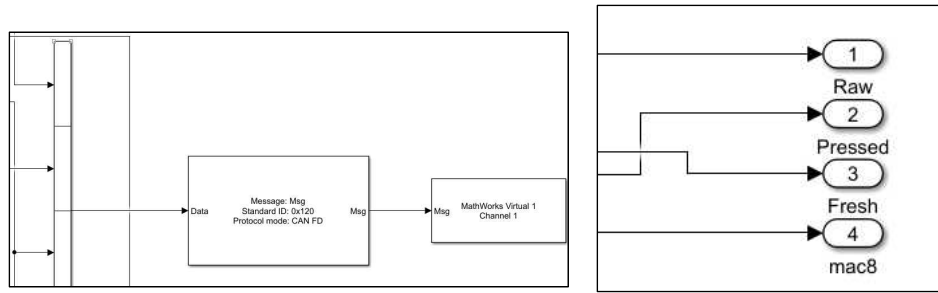 Message: Msg
Standard ID: 0x120
Protocol mode: CAN FD
Data
Msg
Msg
MathWorks Virtual 1
Channel 1
1
Raw
2
Pressed
3
Fresh
4
mac8